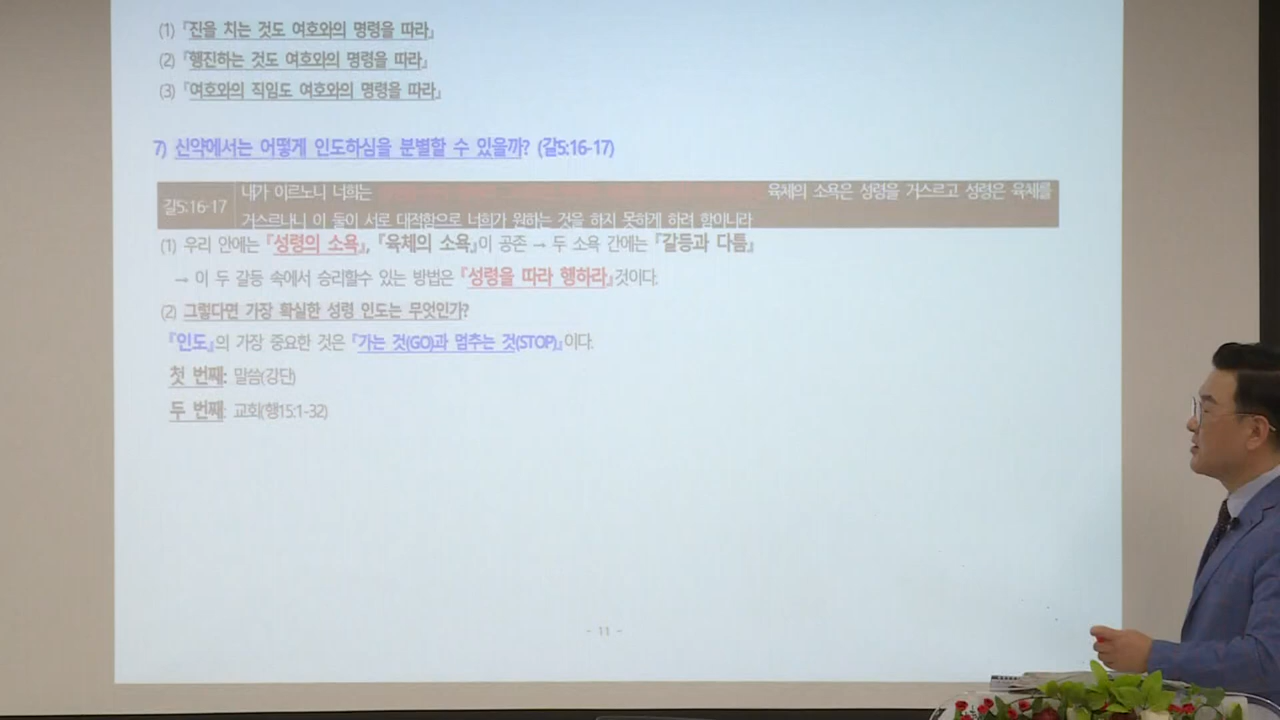 (1) 『진을 치는 것도 여호와의 명령을 따라』
(2) 『행진하는 것도 여호와의 명령을 따라』
(3) 『여호와의 직임도 여호와의 명령을 따라』
7) 신약에서는 어떻게 인도하심을 분별할 수 있을까? (갈5:16-17)
갈5:16-17
내가 이르노니 너희는 육체의 소욕은 성령을 거스르고 성령은 육체를
거스르나니 이 둘이 서로 대적함으로 너희가 원하는 것을 하지 못하게 하려 함이니라
(1) 우리 안에는 『성령의 소욕』, 『육체의 소욕』이 공존 → 두 소욕 간에는 『갈등과 다툼』
→ 이 두 갈등 속에서 승리할수 있는 방법은 『성령을 따라 행하라』것이다.
(2) 그렇다면 가장 확실한 성령 인도는 무엇인가?
『인도』의 가장 중요한 것은 『가는 것(GO)과 멈추는 것(STOP)』이다.
첫 번째: 말씀(강단)
두 번째: 교회(행15:1-32)
- 11 -